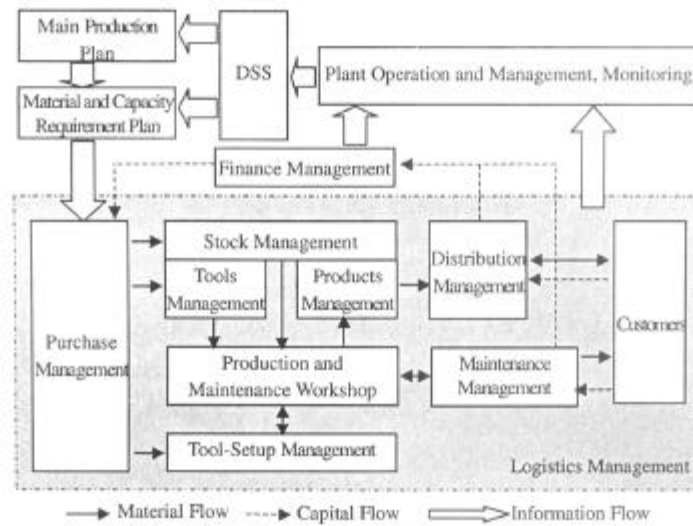 Main Production
Plan
DSS
Plant Operation and Management, Monitoring
Material and Capacity
Requirement Plan
Finance Management
Stock Management
Tools
Management
Products
Management
Distribution
Management
Customers
Purchase
Management
Production and
Maintenance Workshop
Maintenance
Management
Tool-Setup Management
Logistics Management
Material Flow
Capital Flow
Information Flow